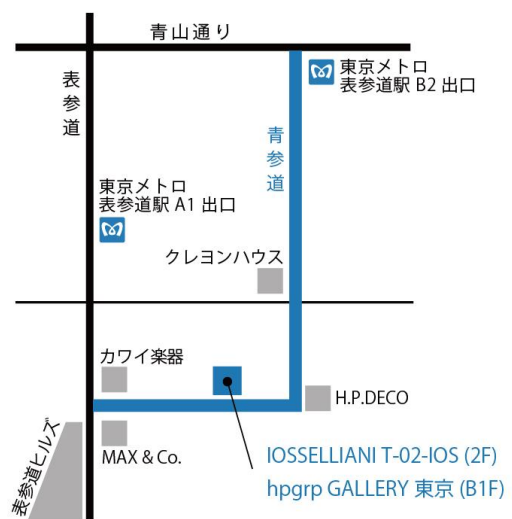 青山通り
東京メトロ
表参道駅 B2 出口
表参道
青参道
東京メトロ
表参道駅 A1 出口
クレヨンハウス
カワイ楽器
H.P.DECO
MAX & Co.
表参道ヒルズ
IOSSELLIANI T-02-IOS (2F)
hpgrp GALLERY 東京 (B1F)